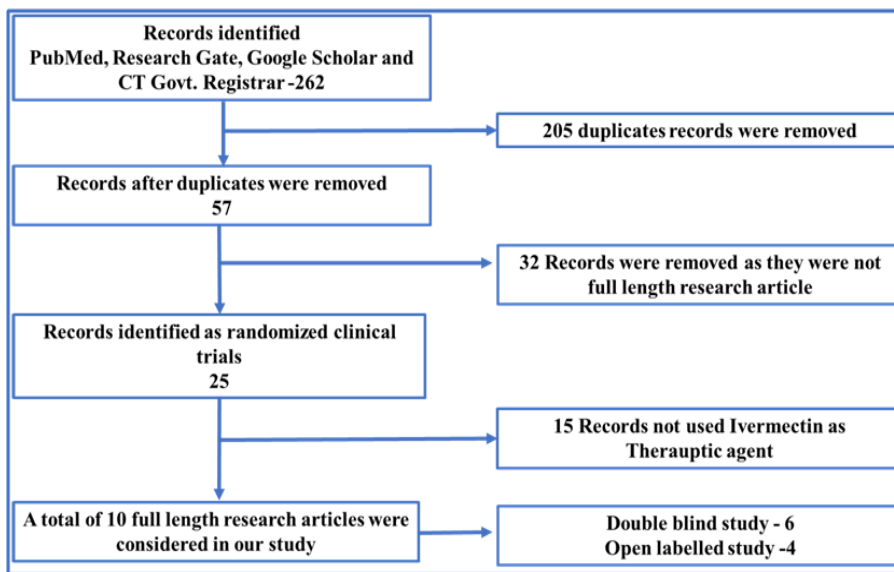 Records identified
PubMed, Research Gate, Google Scholar and
CT Govt. Registrar -262
205 duplicates records were removed
Records after duplicates were removed
57
32 Records were removed as they were not
full length research article
Records identified as randomized clinical
trials
25
15 Records not used Ivermectin as
Therauptic agent
A total of 10 full length research articles were
considered in our study
Double blind study - 6
Open labelled study -4